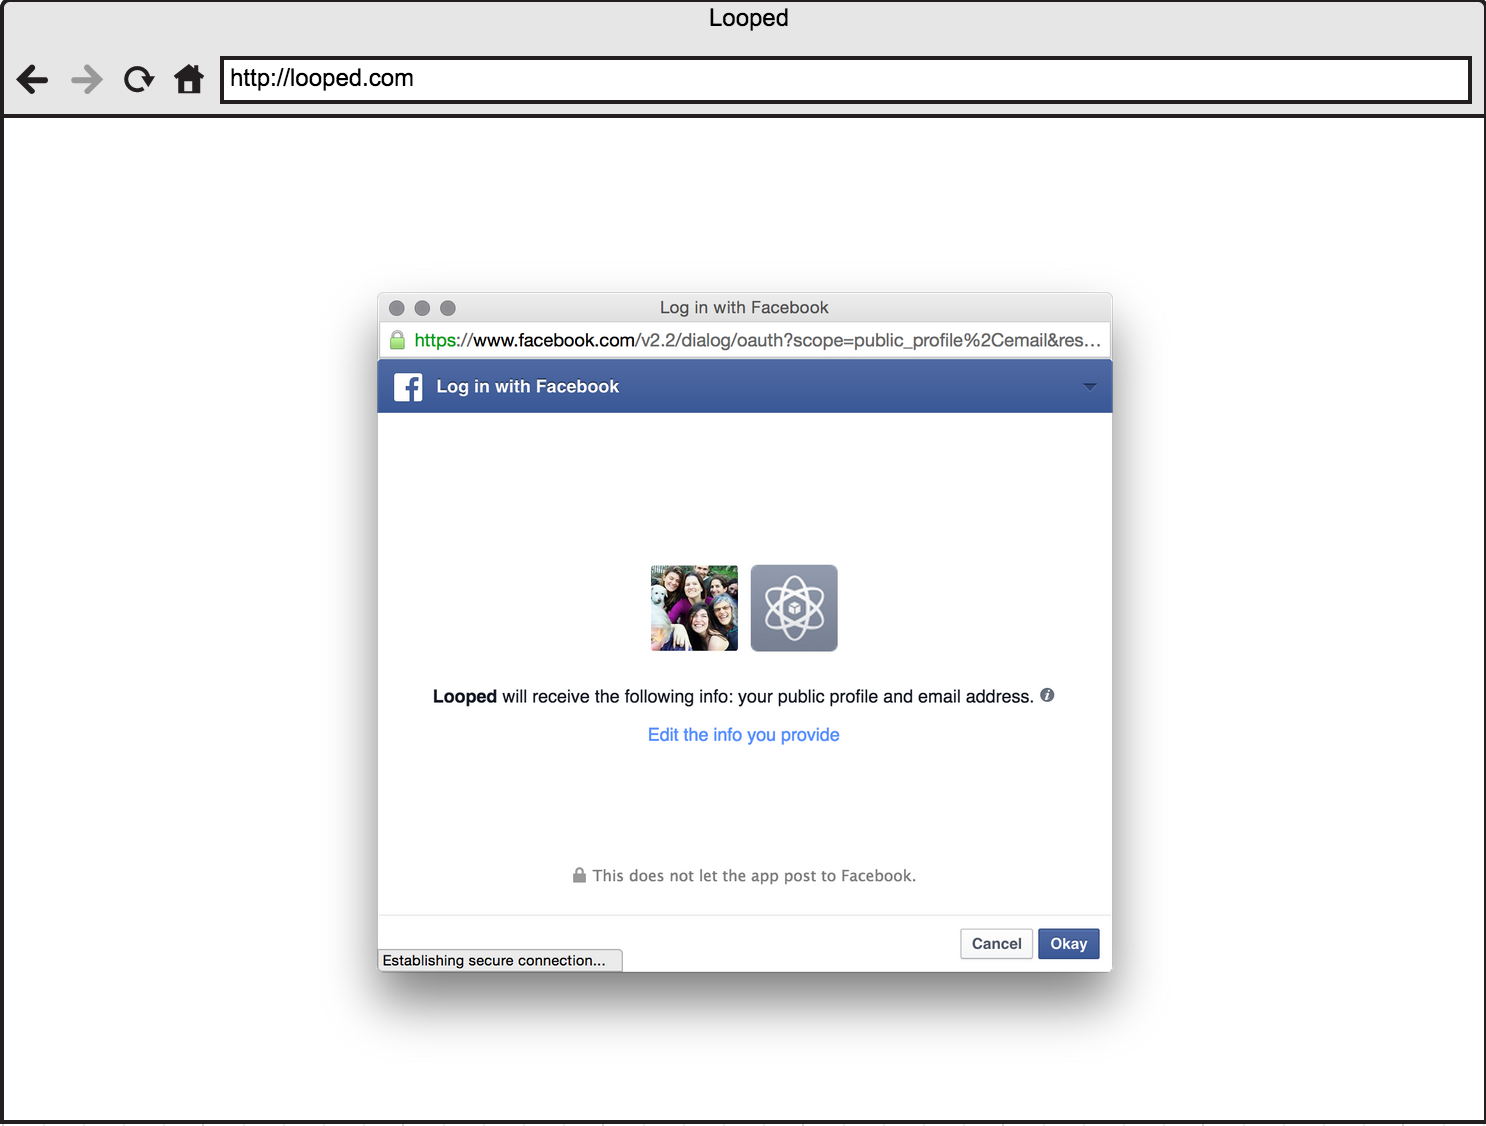 Looped
http://looped.com
Log in with Facebook
https://www.facebook.com/v2.2/dialog/oauth?scope=public_profile%2Cemail&res...
Log in with Facebook
Looped will receive the following info: your public profile and email address.
Edit the info you provide
This does not let the app post to Facebook.
Cancel Okay
Establishing secure connection...